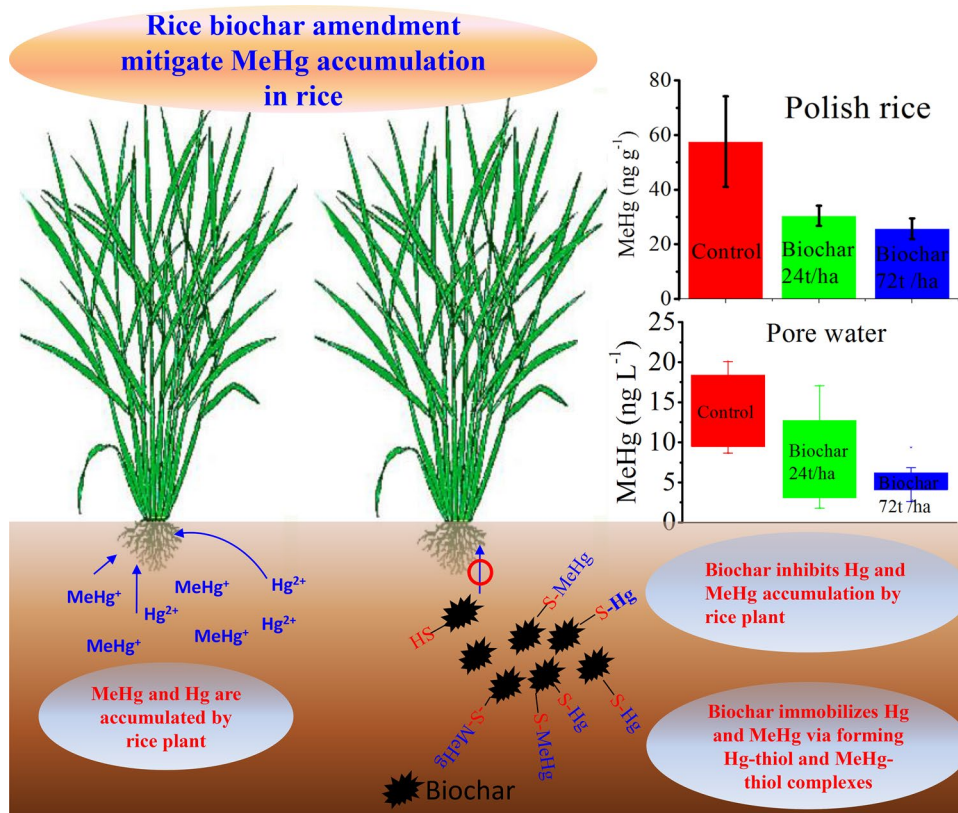 Rice biochar amendment
mitigate MeHg accumulation
in rice
80
60
40
20
0
MeHg (ng g⁻¹)
Polish rice
Control
Biochar
24t/ha
Biochar
72t /ha
25
20
15
10
5
0
MeHg (ng L⁻¹)
Pore water
Control
Biochar
24t/ha
Biochar
72t /ha
MeHg⁺
Hg²⁺
MeHg⁺
Hg²⁺
MeHg⁺
MeHg⁺
Hg²⁺
MeHg and Hg are
accumulated by
rice plant
HS
S-MeHg
S-Hg
-S-MeHg
S-MeHg
S-Hg
S-Hg
Biochar
Biochar inhibits Hg and
MeHg accumulation by
rice plant
Biochar immobilizes Hg
and MeHg via forming
Hg-thiol and MeHg-
thiol complexes